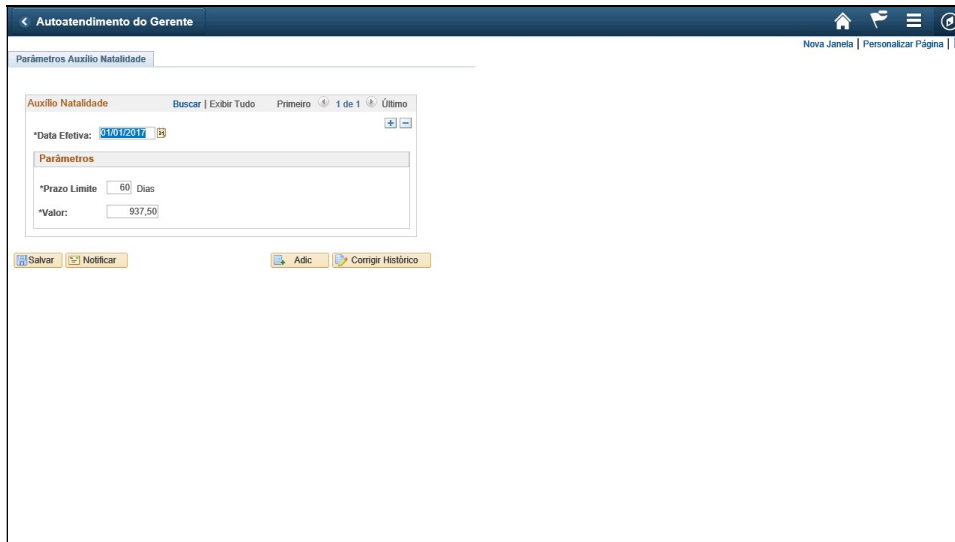 Autoatendimento do Gerente
Nova Janela | Personalizar Página |
Parâmetros Auxílio Natalidade
Auxílio Natalidade Buscar | Exibir Tudo Primeiro 1 de 1 Último
*Data Efetiva: 01/01/2017
Parâmetros
*Prazo Limite 60 Dias
*Valor: 937,50
Salvar Notificar Adic Corrigir Histórico